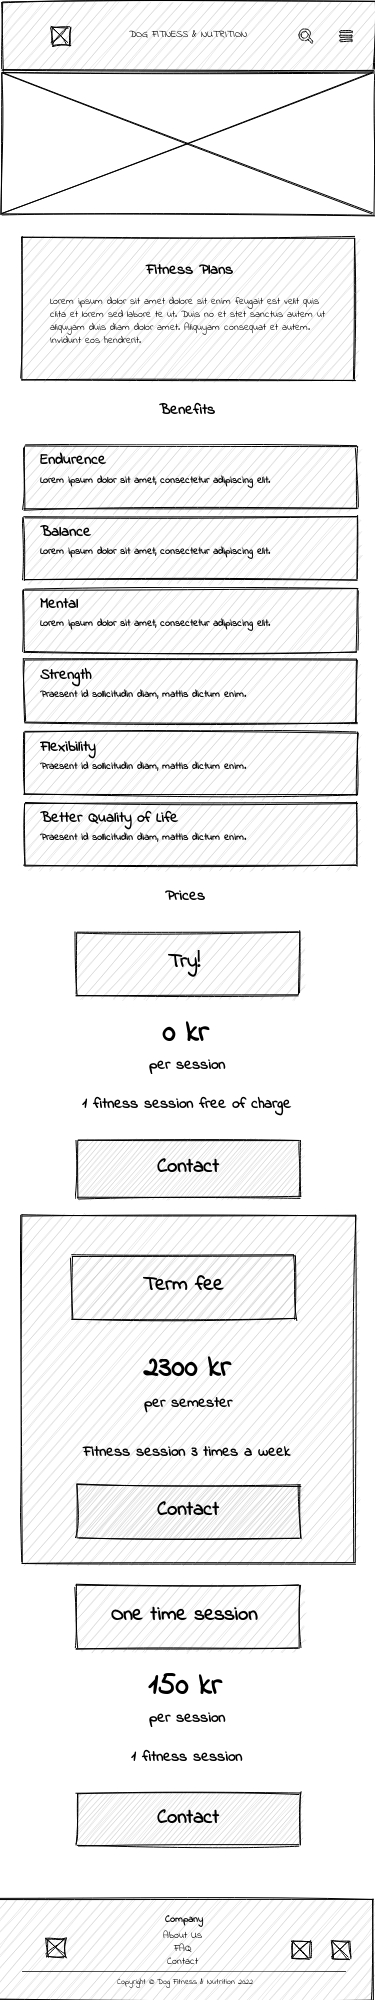 DOG FITNESS & NUTRITION
Fitness Plans
Lorem ipsum dolor sit amet dolore sit enim feugait est velit quis
clita et lorem sed labore te ut. Duis no et stet sanctus autem ut
aliquyam duis diam dolor amet. Aliquyam consequat et autem.
Invidunt eos hendrerit.
Benefits
Endurence
Lorem ipsum dolor sit amet, consectetur adipiscing elit.
Balance
Lorem ipsum dolor sit amet, consectetur adipiscing elit.
Mental
Lorem ipsum dolor sit amet, consectetur adipiscing elit.
Strength
Praesent id sollicitudin diam, mattis dictum enim.
Flexibility
Praesent id sollicitudin diam, mattis dictum enim.
Better Quality of Life
Praesent id sollicitudin diam, mattis dictum enim.
Prices
Try!
0 kr
per session
1 fitness session free of charge
Contact
Term fee
2300 kr
per semester
Fitness session 3 times a week
Contact
One time session
150 kr
per session
1 fitness session
Contact
Company
About Us
FAQ
Contact
Copyright © Dog Fitness & Nutrition 2022